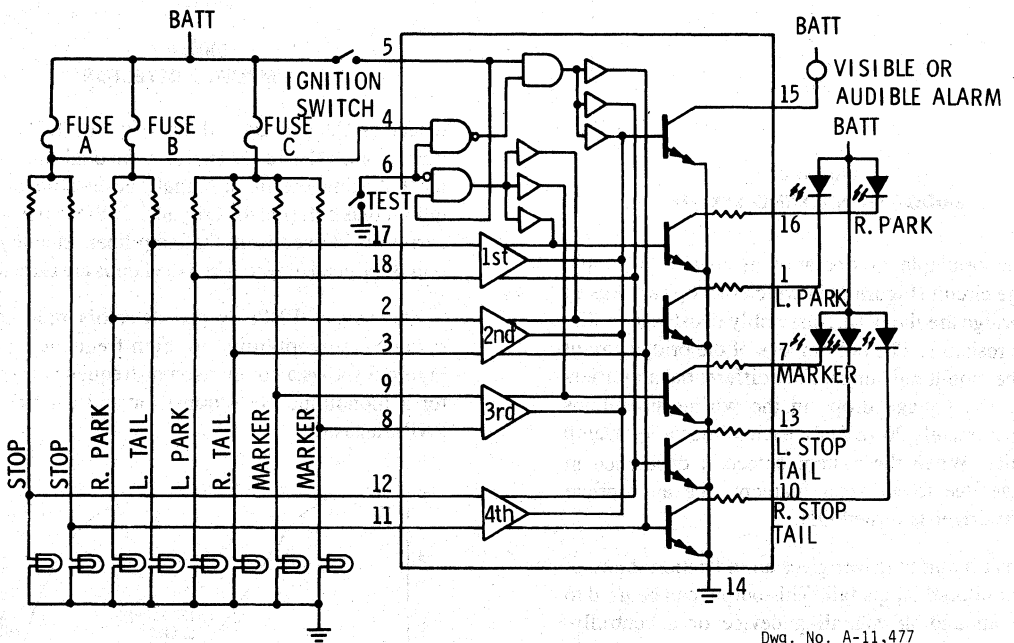 BATT
5
IGNITION
SWITCH
FUSE
A
FUSE
B
FUSE
C
4
6
TEST
17
18
2
3
9
8
12
11
1st
2nd
3rd
4th
STOP
STOP
R. PARK
L. TAIL
L. PARK
R. TAIL
MARKER
MARKER
BATT
VISIBLE OR
AUDIBLE ALARM
15
BATT
16
R. PARK
1
L. PARK
7
MARKER
13
L. STOP
TAIL
10
R. STOP
TAIL
14
Dwg. No. A-11,477